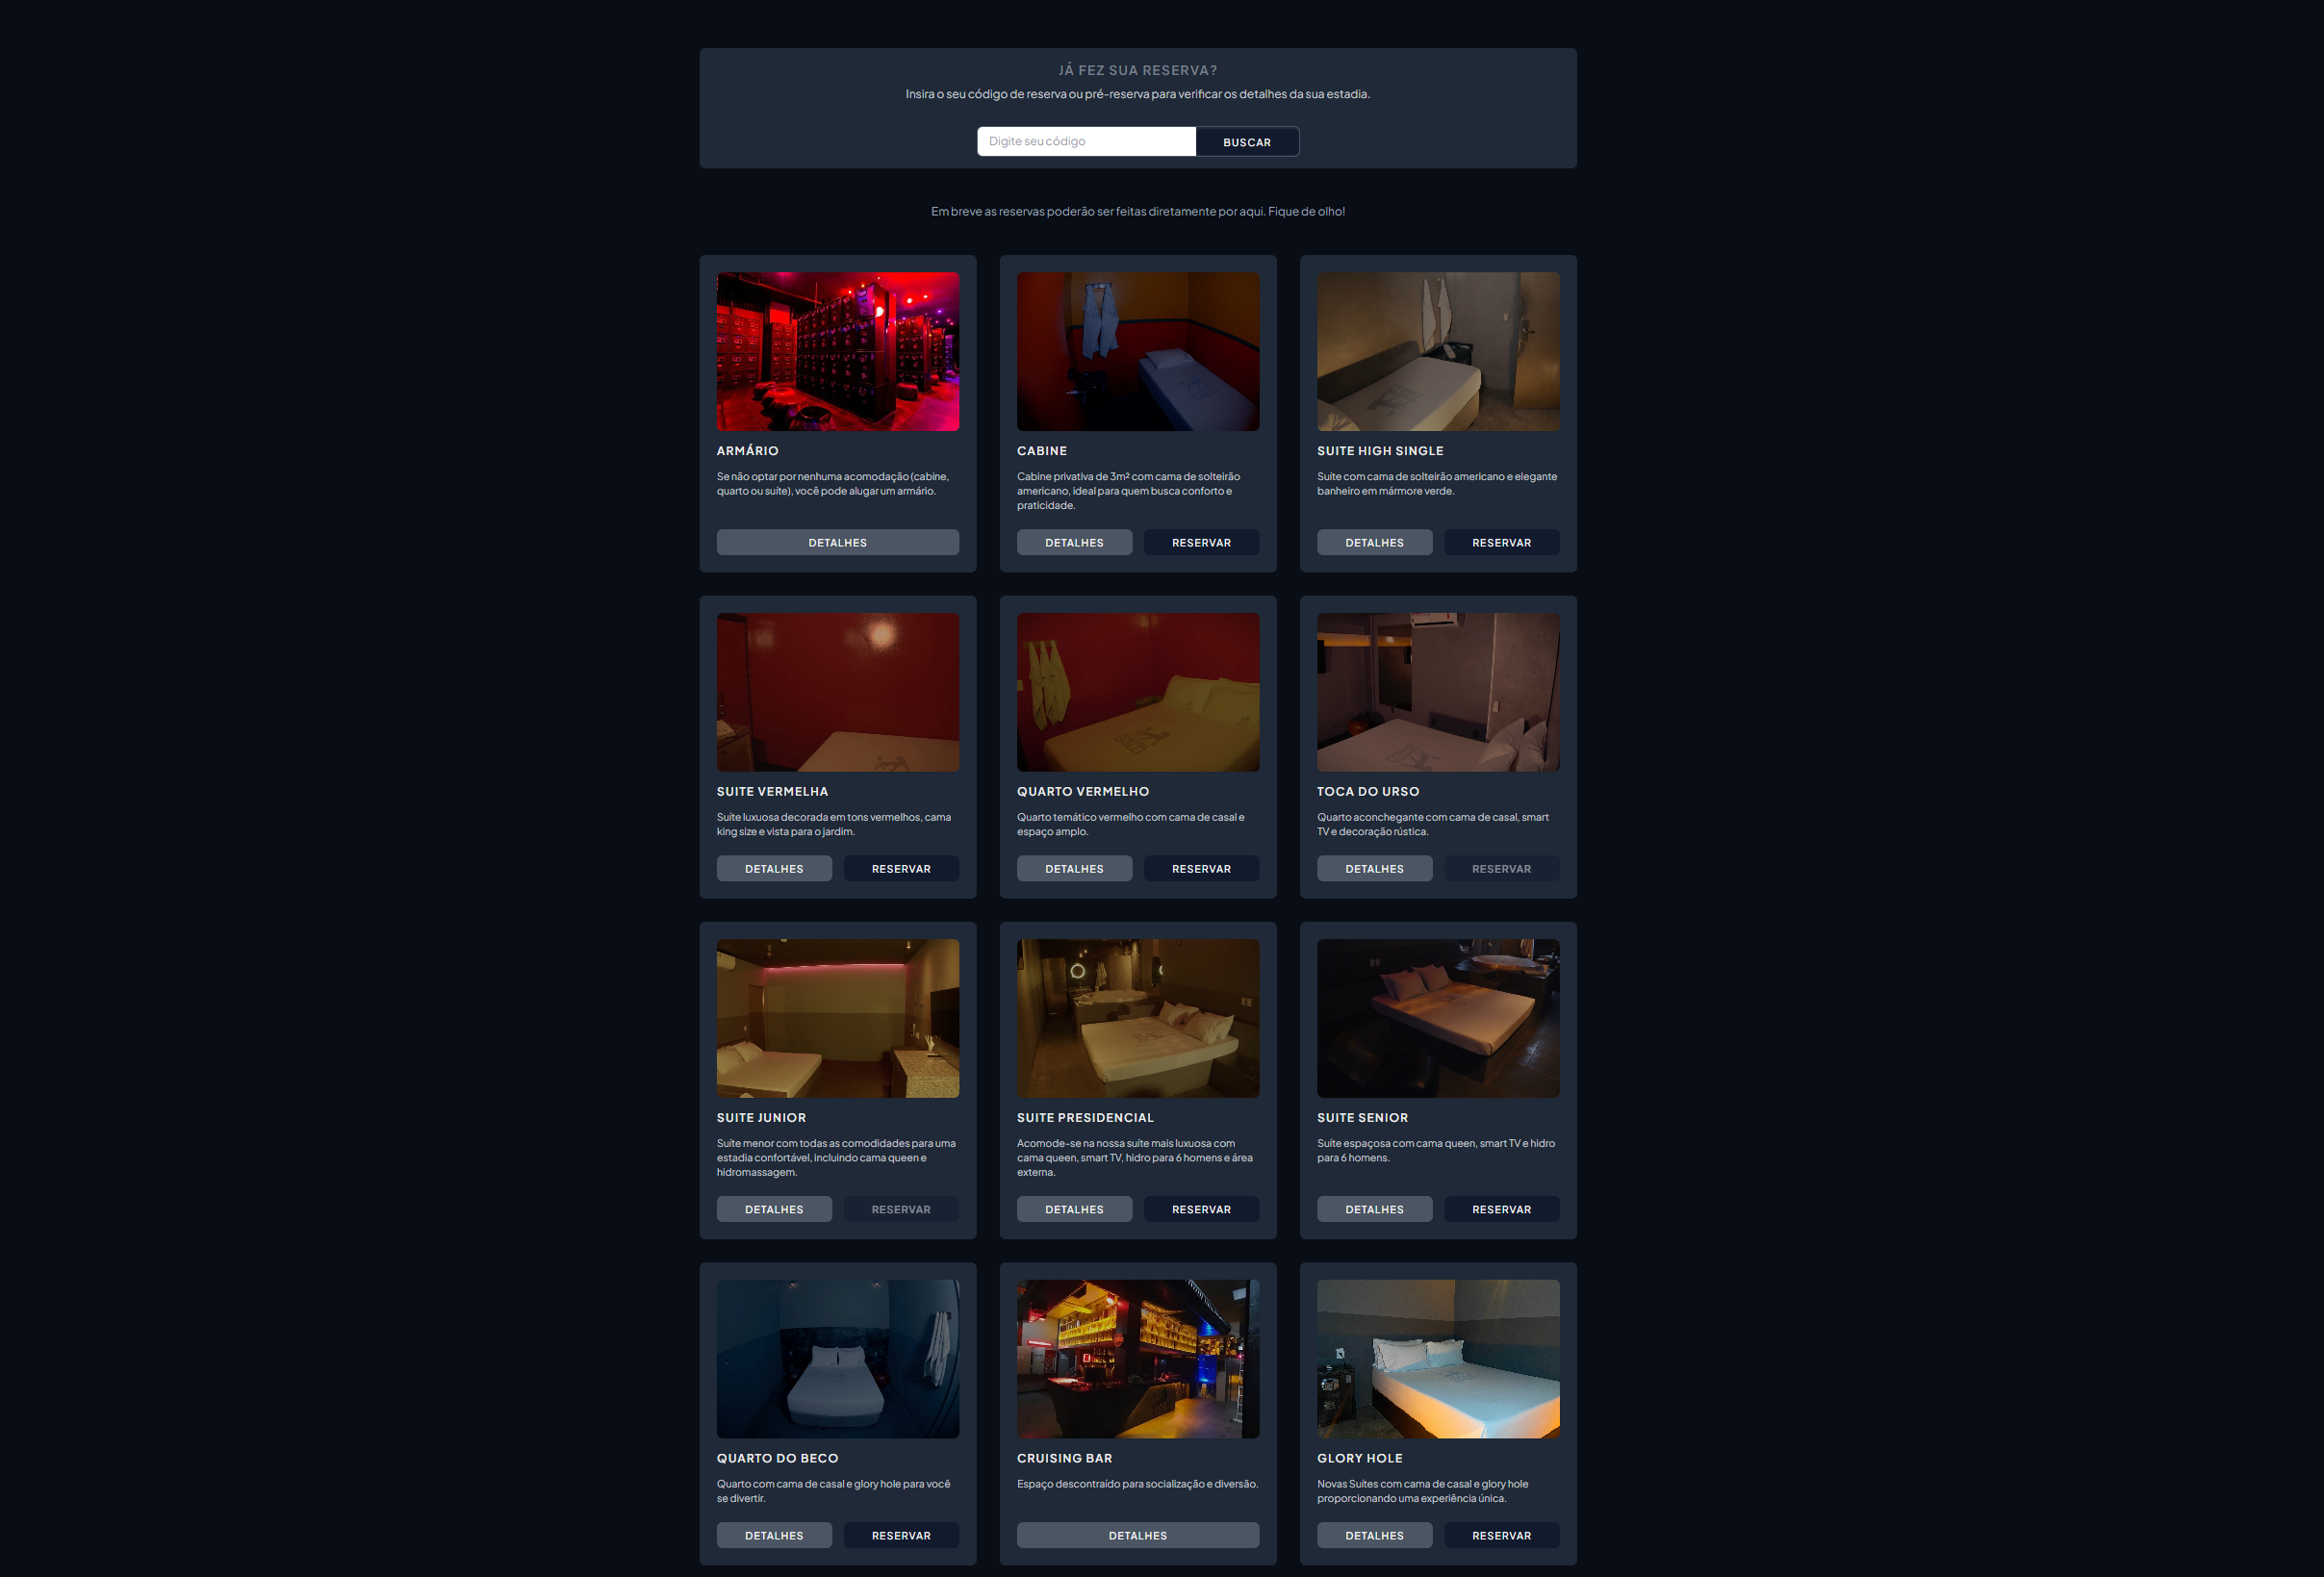 JÁ FEZ SUA RESERVA?
Insira o seu código de reserva ou pré-reserva para verificar os detalhes da sua estadia.
Digite seu código
BUSCAR
Em breve as reservas poderão ser feitas diretamente por aqui. Fique de olho!
ARMÁRIO
Se não optar por nenhuma acomodação (cabine,
quarto ou suíte), você pode alugar um armário.
DETALHES
CABINE
Cabine privativa de 3m² com cama de solteirão
americano, ideal para quem busca conforto e
praticidade.
DETALHES
RESERVAR
SUITE HIGH SINGLE
Suíte com cama de solteirão americano e elegante
banheiro em mármore verde.
DETALHES
RESERVAR
SUITE VERMELHA
Suíte luxuosa decorada em tons vermelhos, cama
king size e vista para o jardim.
DETALHES
RESERVAR
QUARTO VERMELHO
Quarto temático vermelho com cama de casal e
espaço amplo.
DETALHES
RESERVAR
TOCA DO URSO
Quarto aconchegante com cama de casal, smart
TV e decoração rústica.
DETALHES
RESERVAR
SUITE JUNIOR
Suíte menor com todas as comodidades para uma
estadia confortável, incluindo cama queen e
hidromassagem.
DETALHES
RESERVAR
SUITE PRESIDENCIAL
Acomode-se na nossa suíte mais luxuosa com
cama queen, smart TV, hidro para 6 homens e área
externa.
DETALHES
RESERVAR
SUITE SENIOR
Suíte espaçosa com cama queen, smart TV e hidro
para 6 homens.
DETALHES
RESERVAR
QUARTO DO BECO
Quarto com cama de casal e glory hole para você
se divertir.
DETALHES
RESERVAR
CRUISING BAR
Espaço descontraído para socialização e diversão.
DETALHES
GLORY HOLE
Novas Suítes com cama de casal e glory hole
proporcionando uma experiência única.
DETALHES
RESERVAR